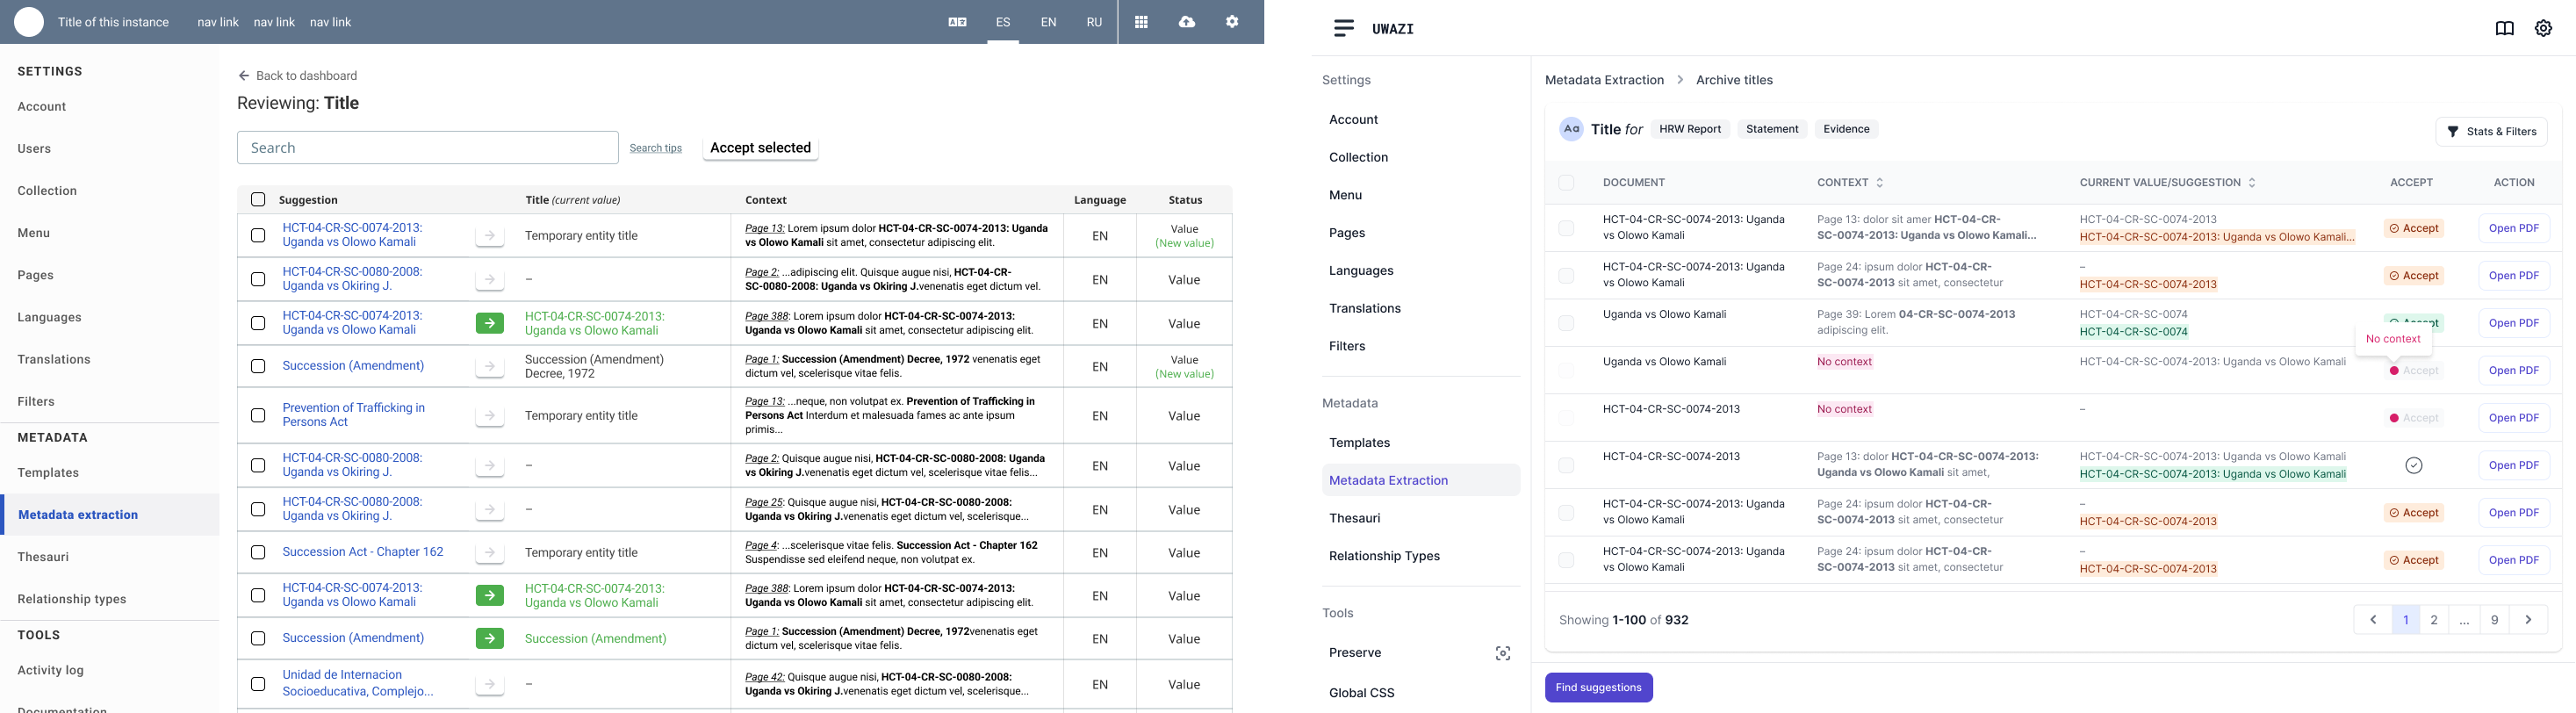 Title of this instance nav link nav link nav link ES EN RU
SETTINGS
Account
Users
Collection
Menu
Pages
Languages
Translations
Filters
METADATA
Templates
Metadata extraction
Thesauri
Relationship types
TOOLS
Activity log
Documentation
Back to dashboard
Reviewing: Title
Search Search tips Accept selected
Suggestion Title (current value) Context Language Status
HCT-04-CR-SC-0074-2013:
Uganda vs Olowo Kamali
Temporary entity title
Page 13: Lorem ipsum dolor HCT-04-CR-SC-0074-2013: Uganda
vs Olowo Kamali sit amet, consectetur adipiscing elit.
EN
Value
(New value)
HCT-04-CR-SC-0080-2008:
Uganda vs Okiring J.
–
Page 2: ...adipiscing elit. Quisque augue nisi, HCT-04-CR-
SC-0080-2008: Uganda vs Okiring J.venenatis eget dictum vel.
EN
Value
HCT-04-CR-SC-0074-2013:
Uganda vs Olowo Kamali
HCT-04-CR-SC-0074-2013:
Uganda vs Olowo Kamali
Page 388: Lorem ipsum dolor HCT-04-CR-SC-0074-2013:
Uganda vs Olowo Kamali sit amet, consectetur adipiscing elit.
EN
Value
Succession (Amendment)
Succession (Amendment)
Decree, 1972
Page 1: Succession (Amendment) Decree, 1972 venenatis eget
dictum vel, scelerisque vitae felis.
EN
Value
(New value)
Prevention of Trafficking in
Persons Act
Temporary entity title
Page 13: ...neque, non volutpat ex. Prevention of Trafficking in
Persons Act Interdum et malesuada fames ac ante ipsum
primis...
EN
Value
HCT-04-CR-SC-0080-2008:
Uganda vs Okiring J.
–
Page 2: Quisque augue nisi, HCT-04-CR-SC-0080-2008: Uganda
vs Okiring J.venenatis eget dictum vel, scelerisque vitae felis...
EN
Value
HCT-04-CR-SC-0080-2008:
Uganda vs Okiring J.
–
Page 25: Quisque augue nisi, HCT-04-CR-SC-0080-2008:
Uganda vs Okiring J.venenatis eget dictum vel, scelerisque...
EN
Value
Succession Act - Chapter 162
Temporary entity title
Page 4: ...scelerisque vitae felis. Succession Act - Chapter 162
Suspendisse sed eleifend neque, non volutpat ex.
EN
Value
HCT-04-CR-SC-0074-2013:
Uganda vs Olowo Kamali
HCT-04-CR-SC-0074-2013:
Uganda vs Olowo Kamali
Page 388: Lorem ipsum dolor HCT-04-CR-SC-0074-2013:
Uganda vs Olowo Kamali sit amet, consectetur adipiscing elit.
EN
Value
Succession (Amendment)
Succession (Amendment)
Page 1: Succession (Amendment) Decree, 1972venenatis eget
dictum vel, scelerisque vitae felis.
EN
Value
Unidad de Internacion
Socioeducativa, Complejo...
–
Page 42: Quisque augue nisi, HCT-04-CR-SC-0080-2008:
Uganda vs Okiring J.venenatis eget dictum vel, scelerisque...
EN
Value
UWAZI
Settings
Account
Collection
Menu
Pages
Languages
Translations
Filters
Metadata
Templates
Metadata Extraction
Thesauri
Relationship Types
Tools
Preserve
Global CSS
Metadata Extraction > Archive titles
Aa Title for HRW Report Statement Evidence Stats & Filters
DOCUMENT CONTEXT CURRENT VALUE/SUGGESTION ACCEPT ACTION
HCT-04-CR-SC-0074-2013: Uganda
vs Olowo Kamali
Page 13: dolor sit amer HCT-04-CR-
SC-0074-2013: Uganda vs Olowo Kamali...
HCT-04-CR-SC-0074-2013
HCT-04-CR-SC-0074-2013: Uganda vs Olowo Kamali...
Accept
Open PDF
HCT-04-CR-SC-0074-2013: Uganda
vs Olowo Kamali
Page 24: ipsum dolor HCT-04-CR-
SC-0074-2013 sit amet, consectetur
–
HCT-04-CR-SC-0074-2013
Accept
Open PDF
Uganda vs Olowo Kamali
Page 39: Lorem 04-CR-SC-0074-2013
adipiscing elit.
HCT-04-CR-SC-0074
HCT-04-CR-SC-0074
Accept
Open PDF
No context
Uganda vs Olowo Kamali
No context
HCT-04-CR-SC-0074-2013: Uganda vs Olowo Kamali
Accept
Open PDF
HCT-04-CR-SC-0074-2013
No context
–
Accept
Open PDF
HCT-04-CR-SC-0074-2013
Page 13: dolor HCT-04-CR-SC-0074-2013:
Uganda vs Olowo Kamali sit amet,
HCT-04-CR-SC-0074-2013: Uganda vs Olowo Kamali
HCT-04-CR-SC-0074-2013: Uganda vs Olowo Kamali
Open PDF
HCT-04-CR-SC-0074-2013: Uganda
vs Olowo Kamali
Page 24: ipsum dolor HCT-04-CR-
SC-0074-2013 sit amet, consectetur
–
HCT-04-CR-SC-0074-2013
Accept
Open PDF
HCT-04-CR-SC-0074-2013: Uganda
vs Olowo Kamali
Page 24: ipsum dolor HCT-04-CR-
SC-0074-2013 sit amet, consectetur
–
HCT-04-CR-SC-0074-2013
Accept
Open PDF
Showing 1-100 of 932
1 2 ... 9
Find suggestions